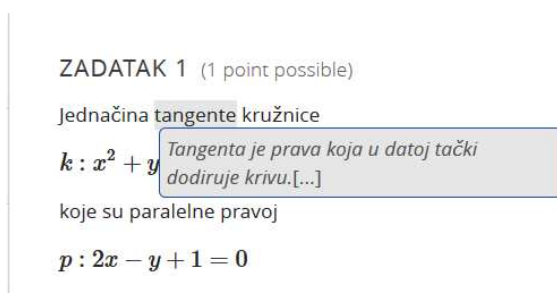 ZADATAK 1 (1 point possible)
Jednačina tangente kružnice
k : x² + y
Tangenta je prava koja u datoj tački
dodiruje krivu.[...]
koje su paralelne pravoj
p : 2x − y + 1 = 0